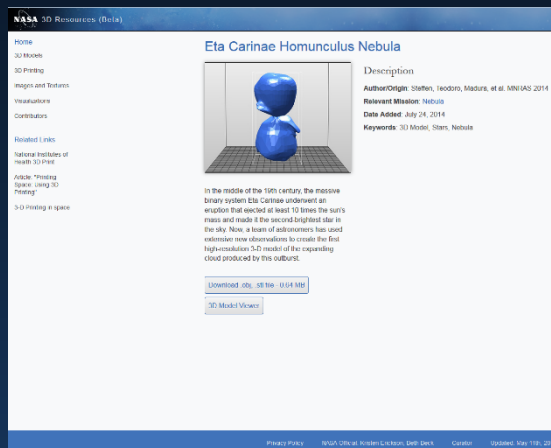 NASA 3D Resources (Beta)
Home
3D Models
3D Printing
Images and Textures
Visualizations
Contributors
Related Links
National Institutes of
Health 3D Print
Article: "Printing
Space: Using 3D
Printing"
3-D Printing in space
Eta Carinae Homunculus Nebula
In the middle of the 19th century, the massive
binary system Eta Carinae underwent an
eruption that ejected at least 10 times the sun's
mass and made it the second-brightest star in
the sky. Now, a team of astronomers has used
extensive new observations to create the first
high-resolution 3-D model of the expanding
cloud produced by this outburst.
Download .obj, .stl file - 0.64 MB
3D Model Viewer
Description
Author/Origin: Steffen, Teodoro, Madura, et al. MNRAS 2014
Relevant Mission: Nebula
Date Added: July 24, 2014
Keywords: 3D Model, Stars, Nebula
Privacy Policy NASA Official: Kristen Erickson, Beth Beck Curator Updated: May 11th, 20